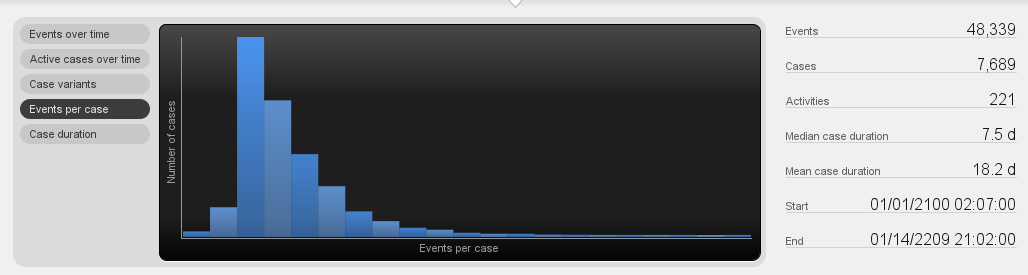 Events over time
Active cases over time
Case variants
Events per case
Case duration
Number of cases
Events per case
Events 48,339
Cases 7,689
Activities 221
Median case duration 7.5 d
Mean case duration 18.2 d
Start 01/01/2100 02:07:00
End 01/14/2209 21:02:00